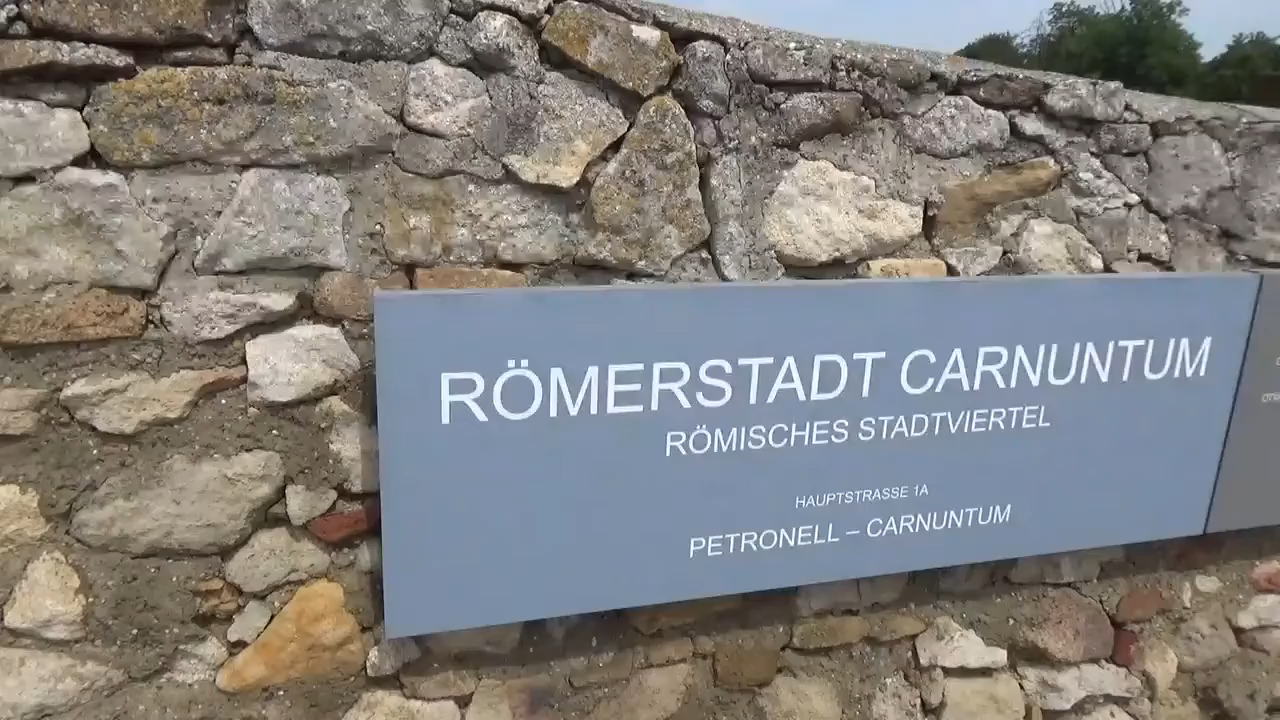 RÖMERSTADT CARNUNTUM
RÖMISCHES STADTVIERTEL
HAUPTSTRASSE 1A
PETRONELL – CARNUNTUM